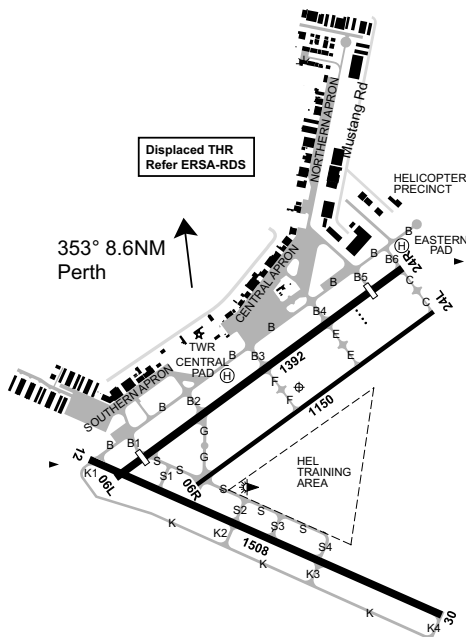 Mustang Rd
NORTHERN APRON
Displaced THR
Refer ERSA-RDS
HELICOPTER
PRECINCT
353° 8.6NM
Perth
B
H
EASTERN
PAD
B
B6
24R
B5
C
C
24L
CENTRAL APRON
B
B4
B
E
E
TWR
CENTRAL
PAD
H
B
B3
1392
F
F
1150
SOUTHERN APRON
B
B2
B
B1
G
G
12
K1
06L
S
S
S1
06R
S
HEL
TRAINING
AREA
S2
S
S3
S
S4
K
K2
1508
K
K3
K
K4
30